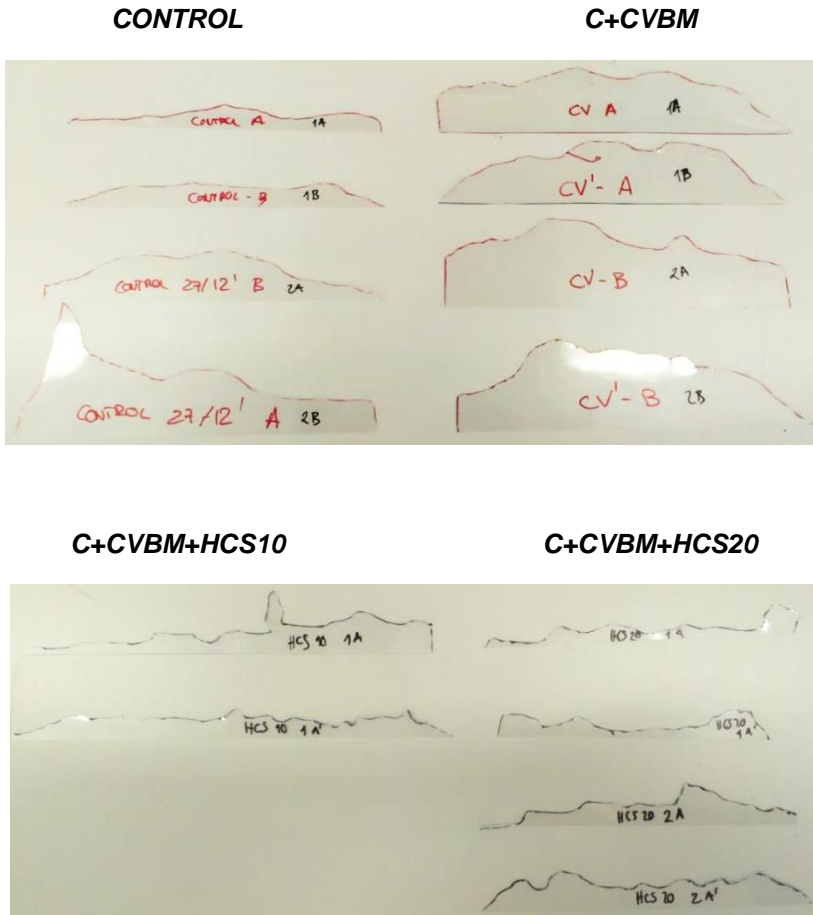 CONTROL
C+CVBM
CONTROL A 1A
CONTROL - B 1B
CONTROL 27/12' B 2A
CONTROL 27/12' A 2B
CV A 1A
CV'- A 1B
CV-B 2A
CV'-B 2B
C+CVBM+HCS10
C+CVBM+HCS20
HCS 10 1A
HCS 10 1A'
HCS 20 1A
HCS20
1A'
HCS 20 2A
HCS 20 2A'